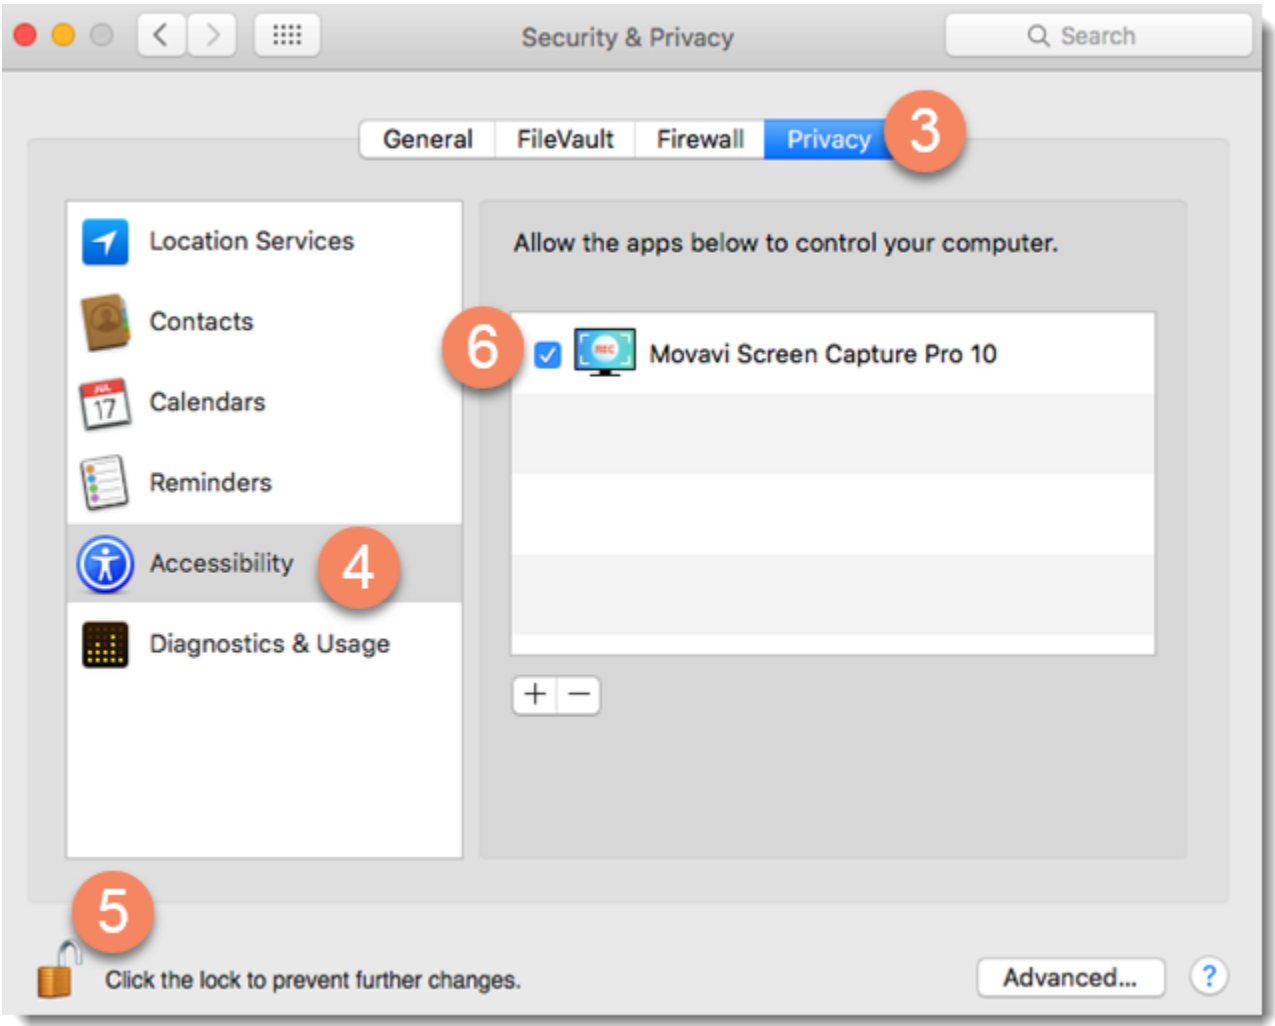 Security & Privacy
Search
General FileVault Firewall Privacy 3
Location Services
Contacts
JUL
17
Calendars
Reminders
Accessibility 4
Diagnostics & Usage
Allow the apps below to control your computer.
6 REC Movavi Screen Capture Pro 10
+ −
5
Click the lock to prevent further changes.
Advanced... ?